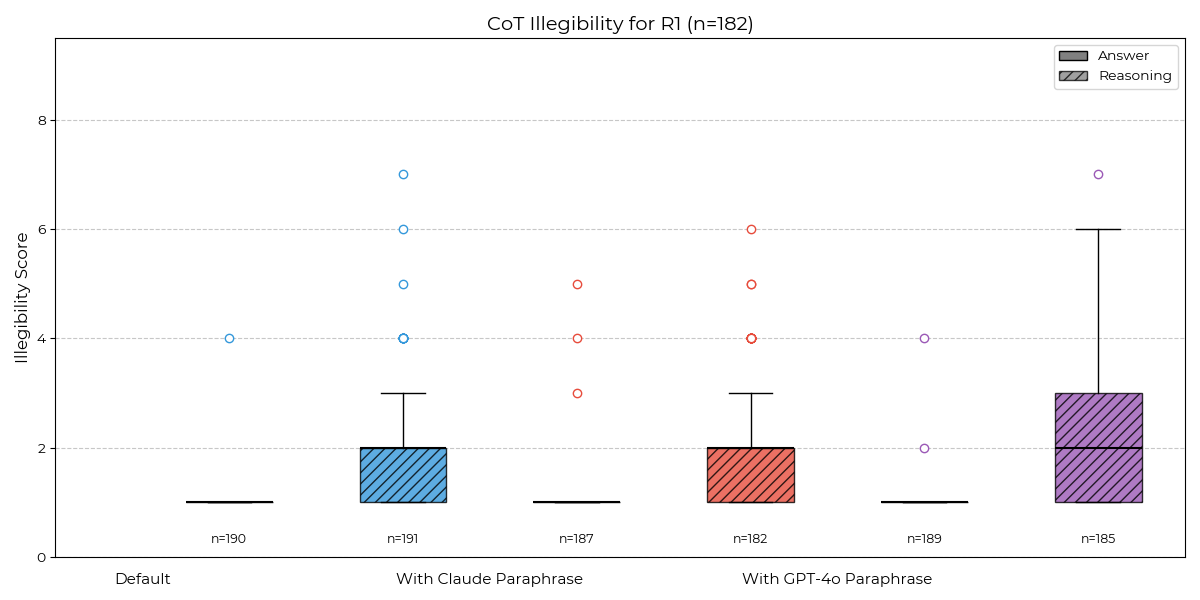 CoT Illegibility for R1 (n=182)
Answer
Reasoning
Illegibility Score
8
6
4
2
0
n=190
n=191
n=187
n=182
n=189
n=185
Default
With Claude Paraphrase
With GPT-4o Paraphrase